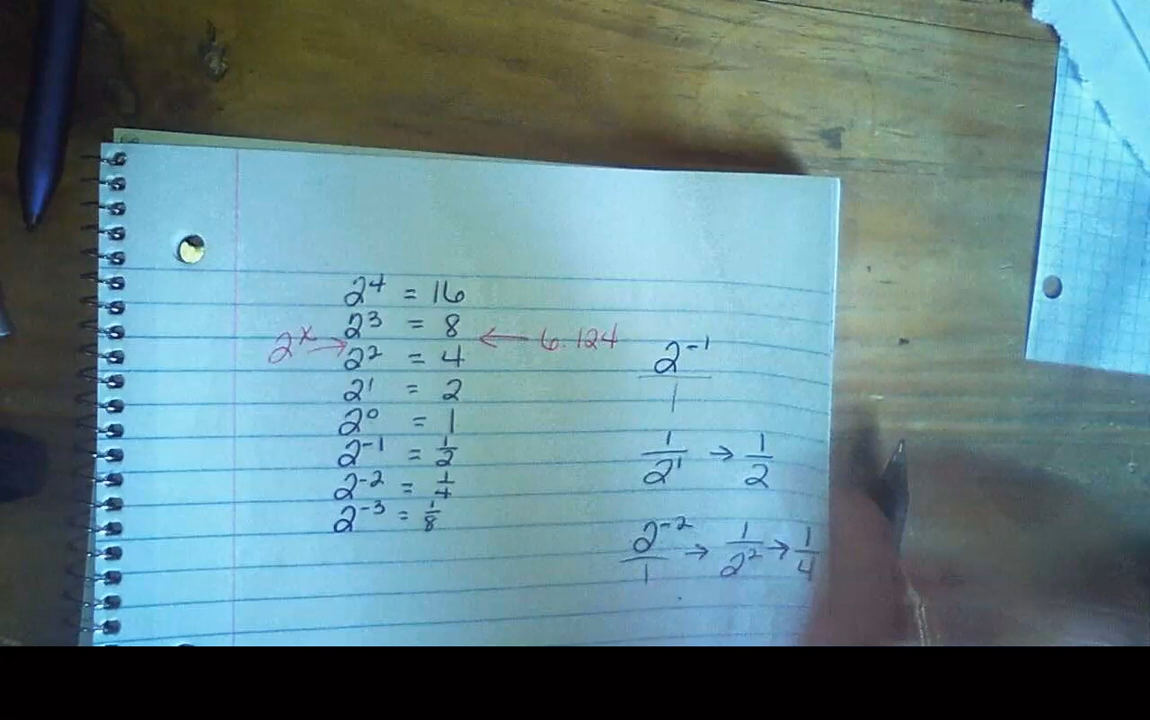 2⁴ = 16
2³ = 8
2ˣ → ← 6.124
2² = 4
2¹ = 2
2⁰ = 1
2⁻¹ = 1/2
2⁻² = 1/4
2⁻³ = 1/8
2⁻¹/1
1/2¹ → 1/2
2⁻²/1 → 1/2² → 1/4